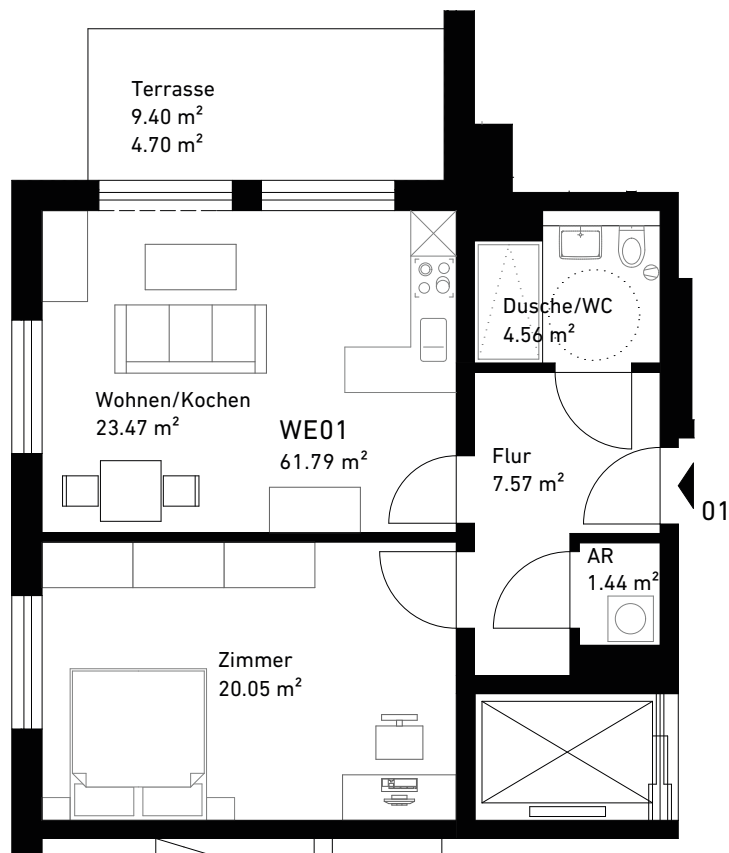 Terrasse
9.40 m²
4.70 m²
Dusche/WC
4.56 m²
Wohnen/Kochen
23.47 m²
WE01
61.79 m²
Flur
7.57 m²
01
AR
1.44 m²
Zimmer
20.05 m²